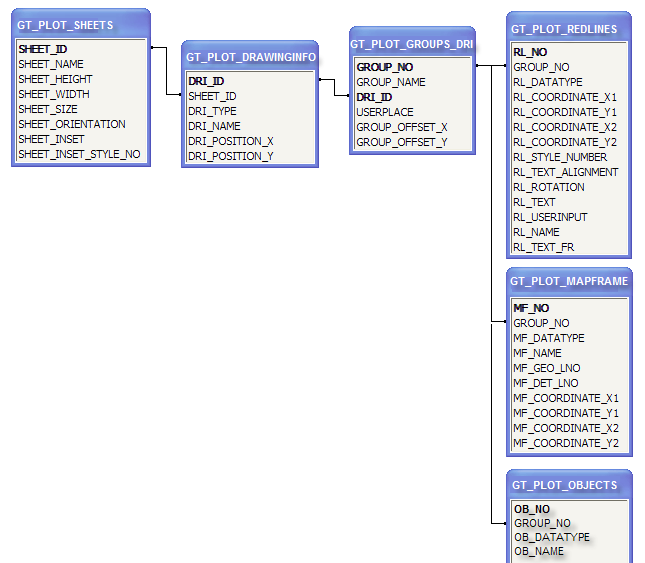 GT_PLOT_SHEETS
SHEET_ID
SHEET_NAME
SHEET_HEIGHT
SHEET_WIDTH
SHEET_SIZE
SHEET_ORIENTATION
SHEET_INSET
SHEET_INSET_STYLE_NO
GT_PLOT_DRAWINGINFO
DRI_ID
SHEET_ID
DRI_TYPE
DRI_NAME
DRI_POSITION_X
DRI_POSITION_Y
GT_PLOT_GROUPS_DRI
GROUP_NO
GROUP_NAME
DRI_ID
USERPLACE
GROUP_OFFSET_X
GROUP_OFFSET_Y
GT_PLOT_REDLINES
RL_NO
GROUP_NO
RL_DATATYPE
RL_COORDINATE_X1
RL_COORDINATE_Y1
RL_COORDINATE_X2
RL_COORDINATE_Y2
RL_STYLE_NUMBER
RL_TEXT_ALIGNMENT
RL_ROTATION
RL_TEXT
RL_USERINPUT
RL_NAME
RL_TEXT_FR
GT_PLOT_MAPFRAME
MF_NO
GROUP_NO
MF_DATATYPE
MF_NAME
MF_GEO_LNO
MF_DET_LNO
MF_COORDINATE_X1
MF_COORDINATE_Y1
MF_COORDINATE_X2
MF_COORDINATE_Y2
GT_PLOT_OBJECTS
OB_NO
GROUP_NO
OB_DATATYPE
OB_NAME